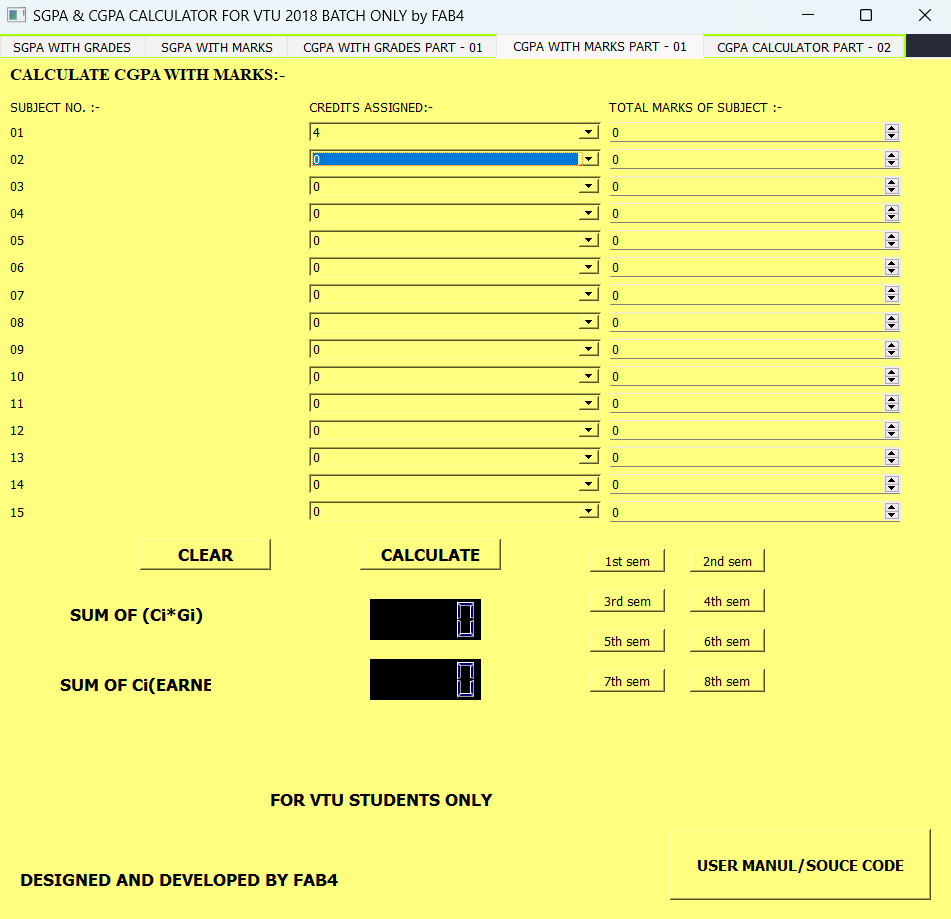 SGPA & CGPA CALCULATOR FOR VTU 2018 BATCH ONLY by FAB4
SGPA WITH GRADES SGPA WITH MARKS CGPA WITH GRADES PART - 01 CGPA WITH MARKS PART - 01 CGPA CALCULATOR PART - 02
CALCULATE CGPA WITH MARKS:-
SUBJECT NO. :- CREDITS ASSIGNED:- TOTAL MARKS OF SUBJECT :-
01 4 0
02 0 0
03 0 0
04 0 0
05 0 0
06 0 0
07 0 0
08 0 0
09 0 0
10 0 0
11 0 0
12 0 0
13 0 0
14 0 0
15 0 0
CLEAR CALCULATE 1st sem 2nd sem
3rd sem 4th sem
SUM OF (Ci*Gi) 0
5th sem 6th sem
SUM OF Ci(EARNE 0 7th sem 8th sem
FOR VTU STUDENTS ONLY
USER MANUL/SOUCE CODE
DESIGNED AND DEVELOPED BY FAB4